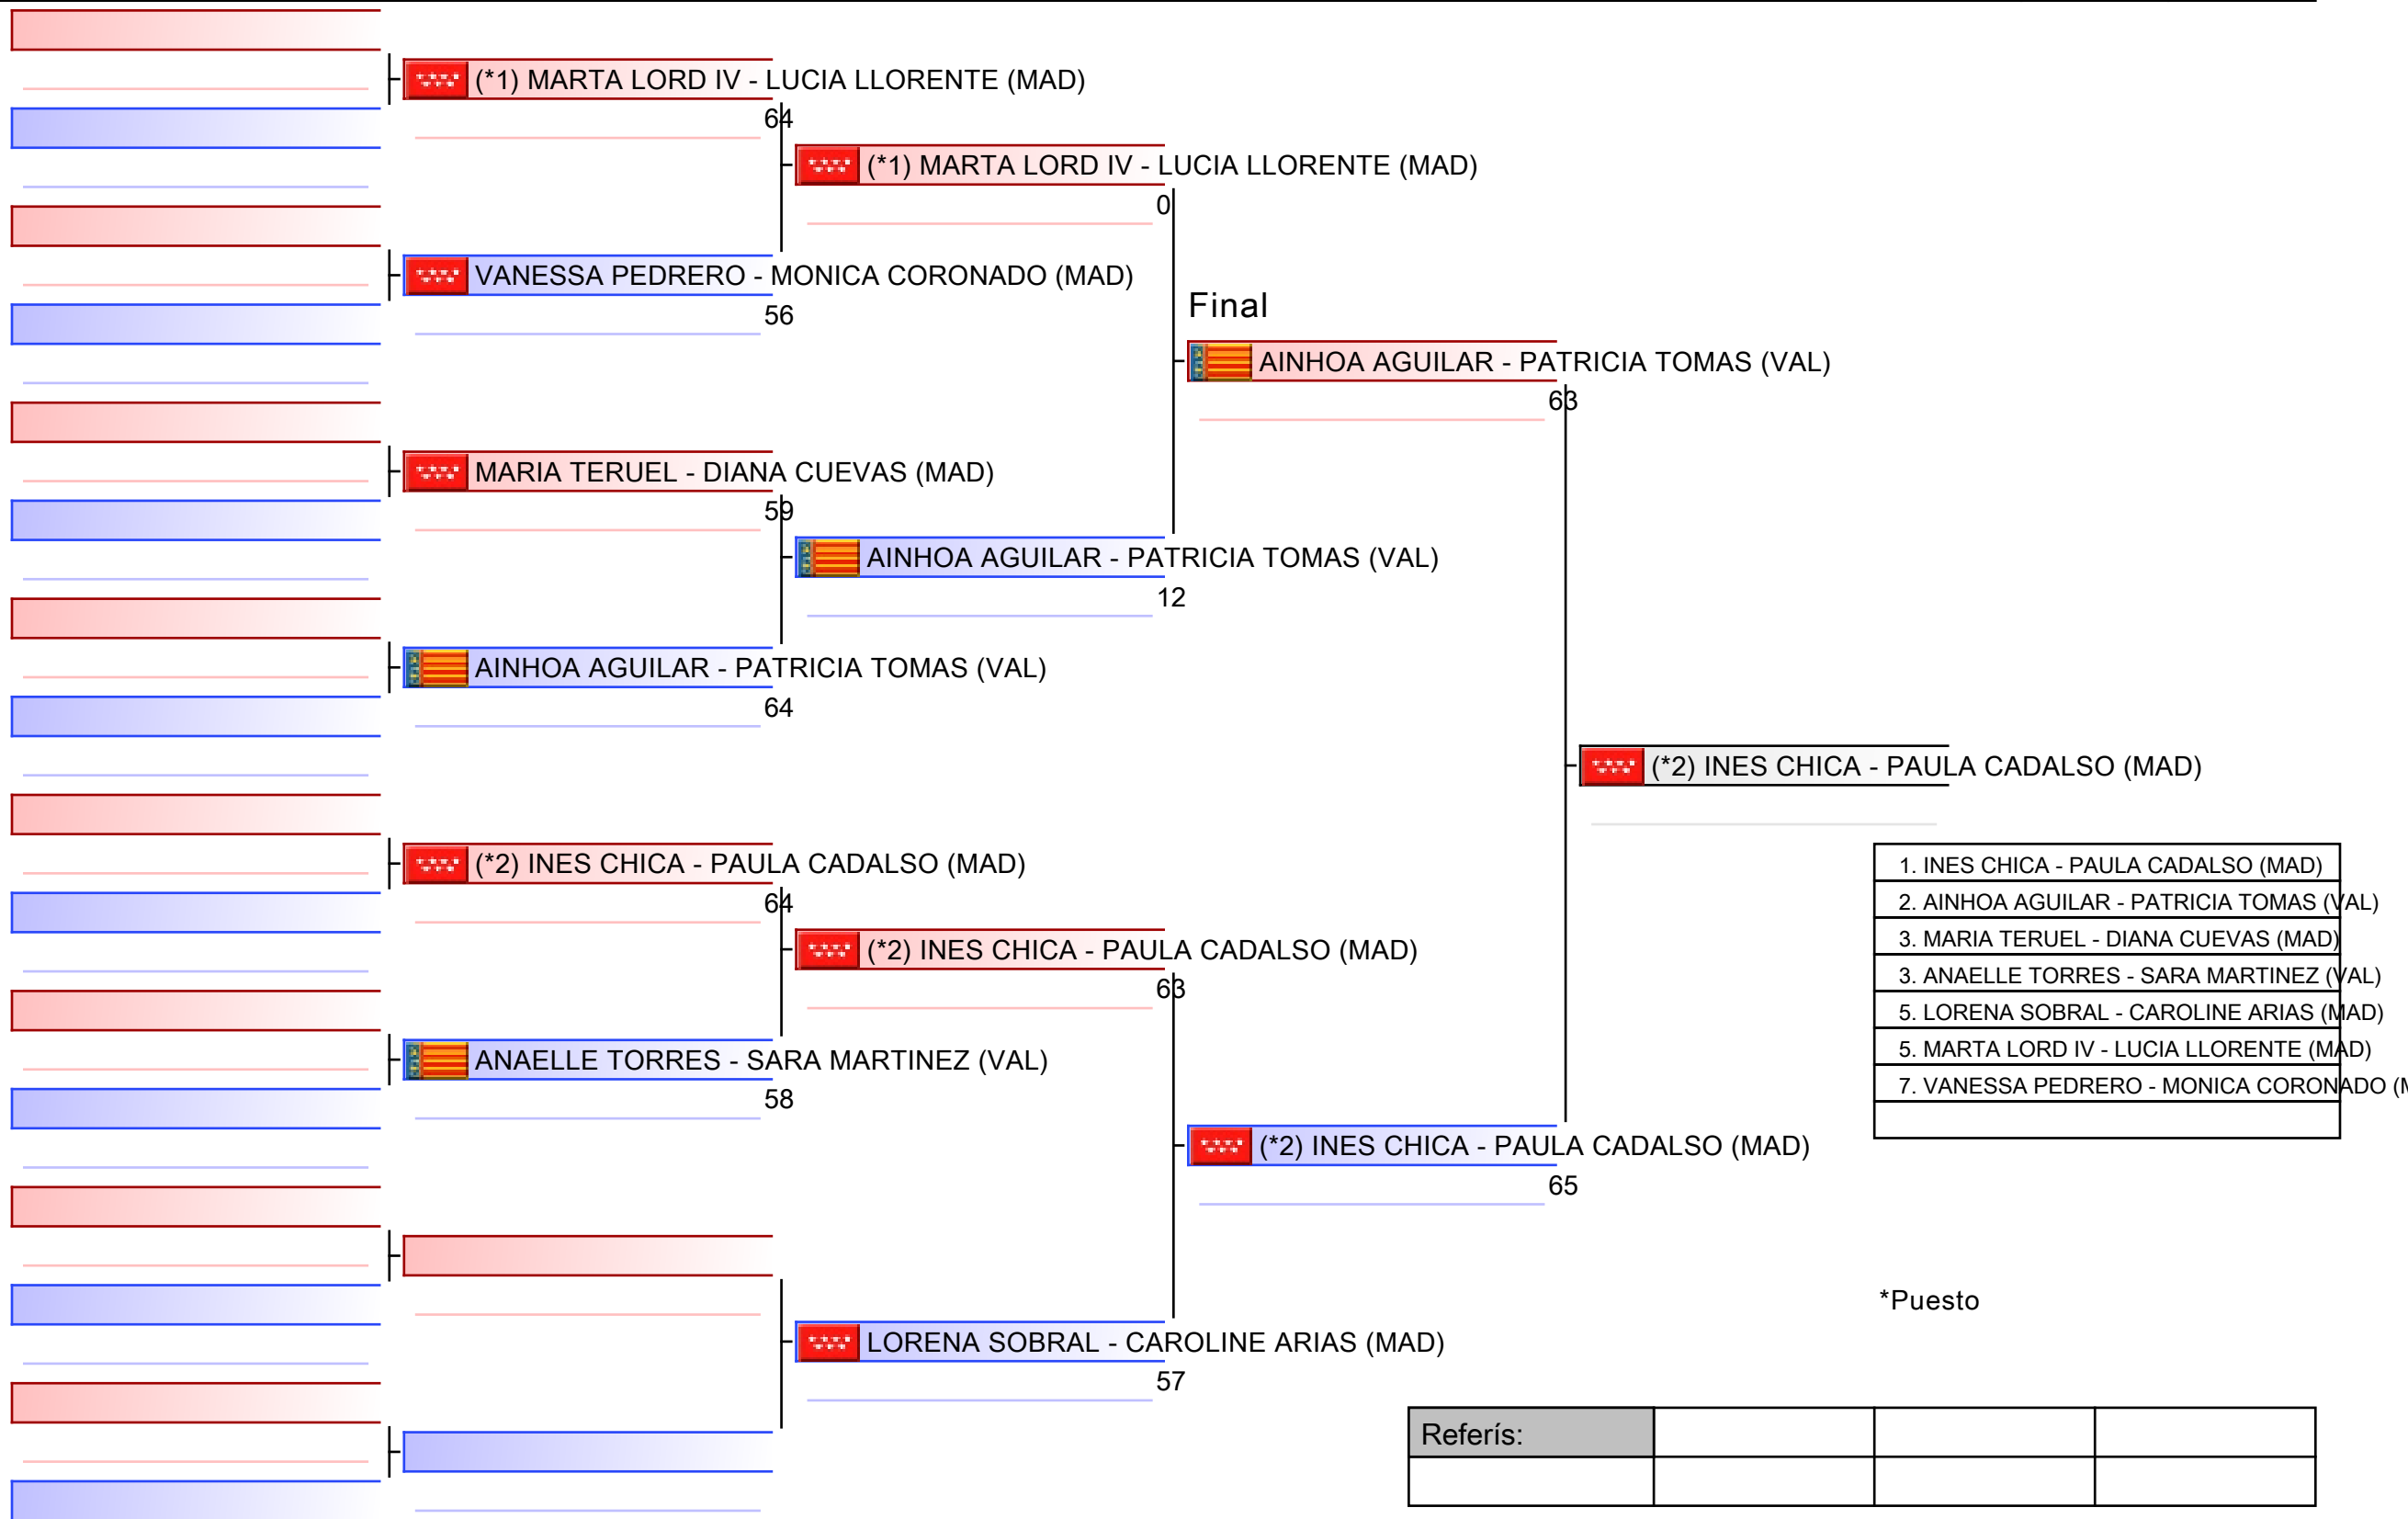 (*1) MARTA LORD IV - LUCIA LLORENTE (MAD)
64
(*1) MARTA LORD IV - LUCIA LLORENTE (MAD)
0
VANESSA PEDRERO - MONICA CORONADO (MAD)
56
Final
AINHOA AGUILAR - PATRICIA TOMAS (VAL)
63
MARIA TERUEL - DIANA CUEVAS (MAD)
59
AINHOA AGUILAR - PATRICIA TOMAS (VAL)
12
AINHOA AGUILAR - PATRICIA TOMAS (VAL)
64
(*2) INES CHICA - PAULA CADALSO (MAD)
(*2) INES CHICA - PAULA CADALSO (MAD)
64
(*2) INES CHICA - PAULA CADALSO (MAD)
63
ANAELLE TORRES - SARA MARTINEZ (VAL)
58
(*2) INES CHICA - PAULA CADALSO (MAD)
65
LORENA SOBRAL - CAROLINE ARIAS (MAD)
57
1. INES CHICA - PAULA CADALSO (MAD)
2. AINHOA AGUILAR - PATRICIA TOMAS (VAL)
3. MARIA TERUEL - DIANA CUEVAS (MAD)
3. ANAELLE TORRES - SARA MARTINEZ (VAL)
5. LORENA SOBRAL - CAROLINE ARIAS (MAD)
5. MARTA LORD IV - LUCIA LLORENTE (MAD)
7. VANESSA PEDRERO - MONICA CORONADO (M
*Puesto
Referís: